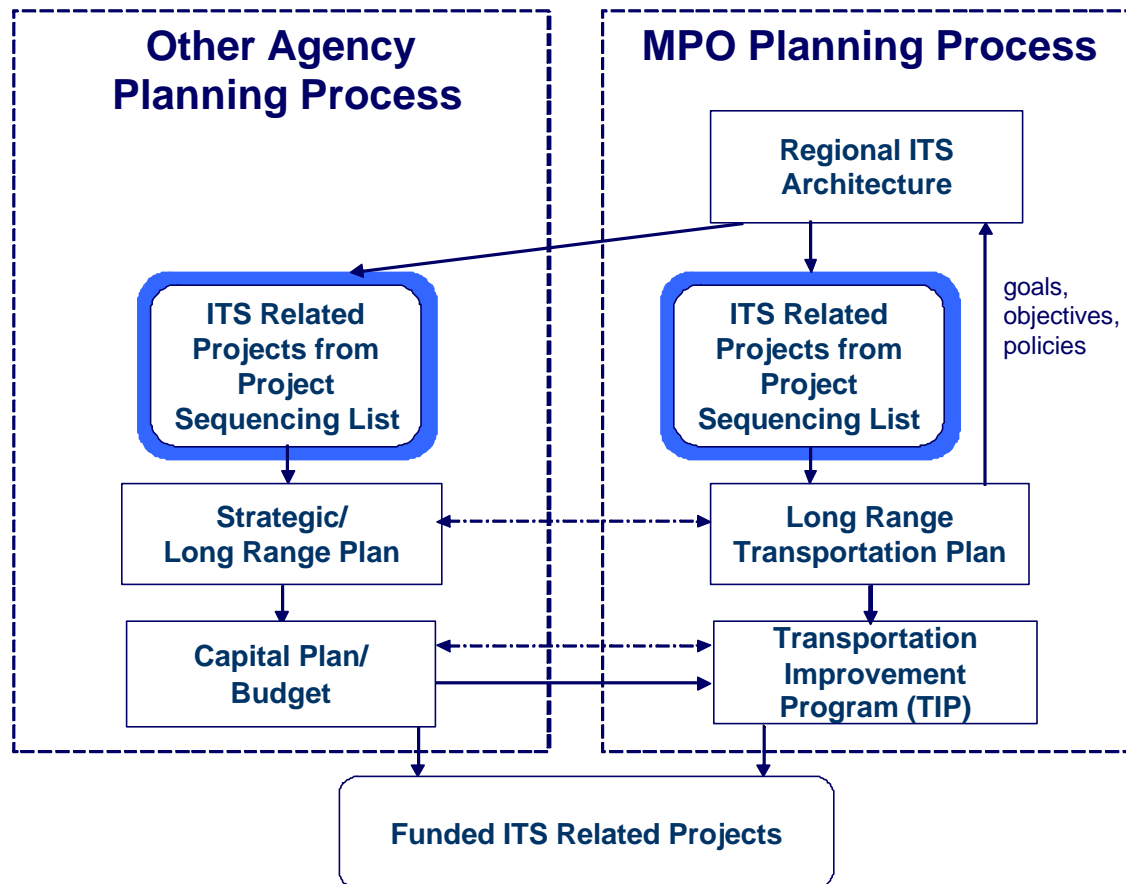 Other Agency
Planning Process
MPO Planning Process
Regional ITS
Architecture
ITS Related
Projects from
Project
Sequencing List
ITS Related
Projects from
Project
Sequencing List
goals,
objectives,
policies
Strategic/
Long Range Plan
Long Range
Transportation Plan
Capital Plan/
Budget
Transportation
Improvement
Program (TIP)
Funded ITS Related Projects